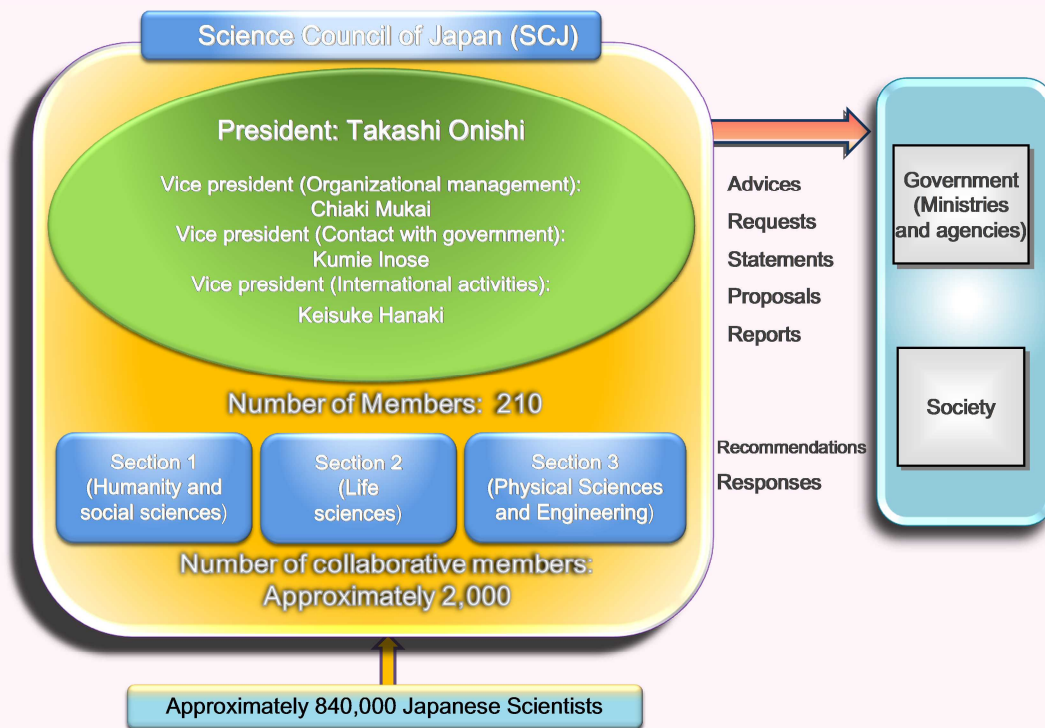 Science Council of Japan (SCJ)
President: Takashi Onishi
Vice president (Organizational management):
Chiaki Mukai
Vice president (Contact with government):
Kumie Inose
Vice president (International activities):
Keisuke Hanaki
Number of Members: 210
Section 1
(Humanity and
social sciences)
Section 2
(Life
sciences)
Section 3
(Physical Sciences
and Engineering)
Number of collaborative members:
Approximately 2,000
Approximately 840,000 Japanese Scientists
Advices
Requests
Statements
Proposals
Reports
Recommendations
Responses
Government
(Ministries
and agencies)
Society